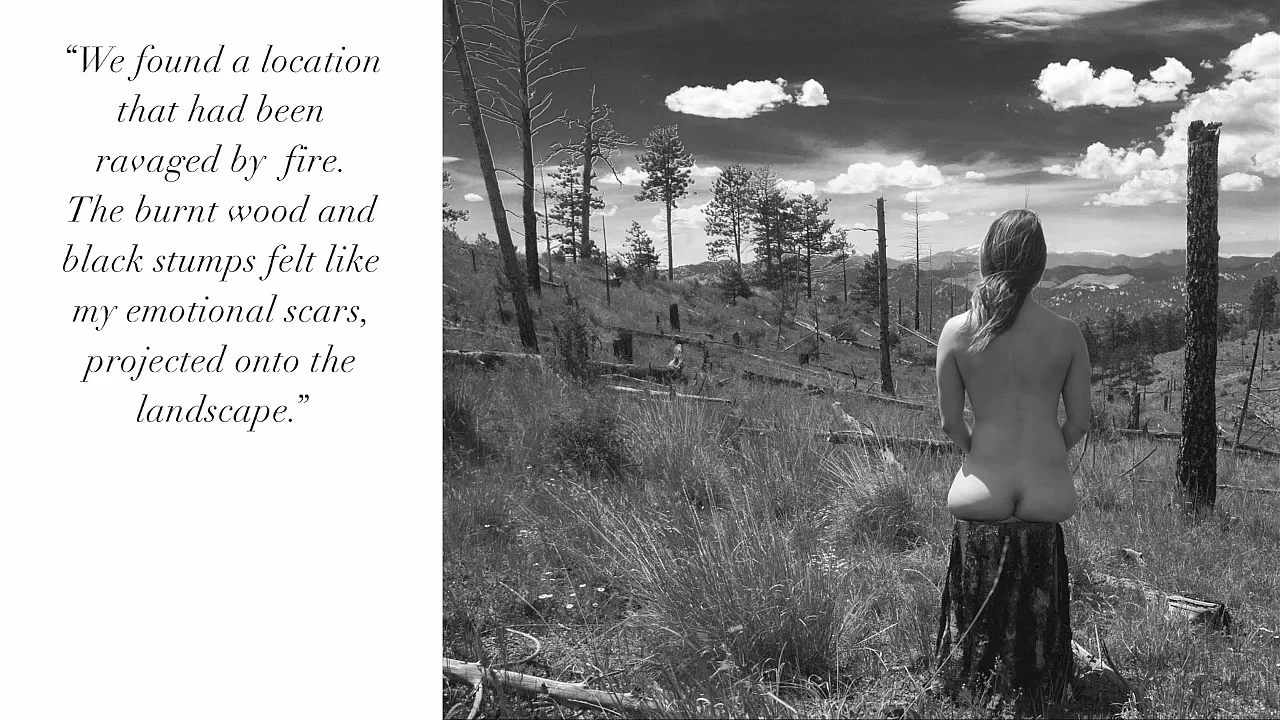 “We found a location
that had been
ravaged by fire.
The burnt wood and
black stumps felt like
my emotional scars,
projected onto the
landscape.”